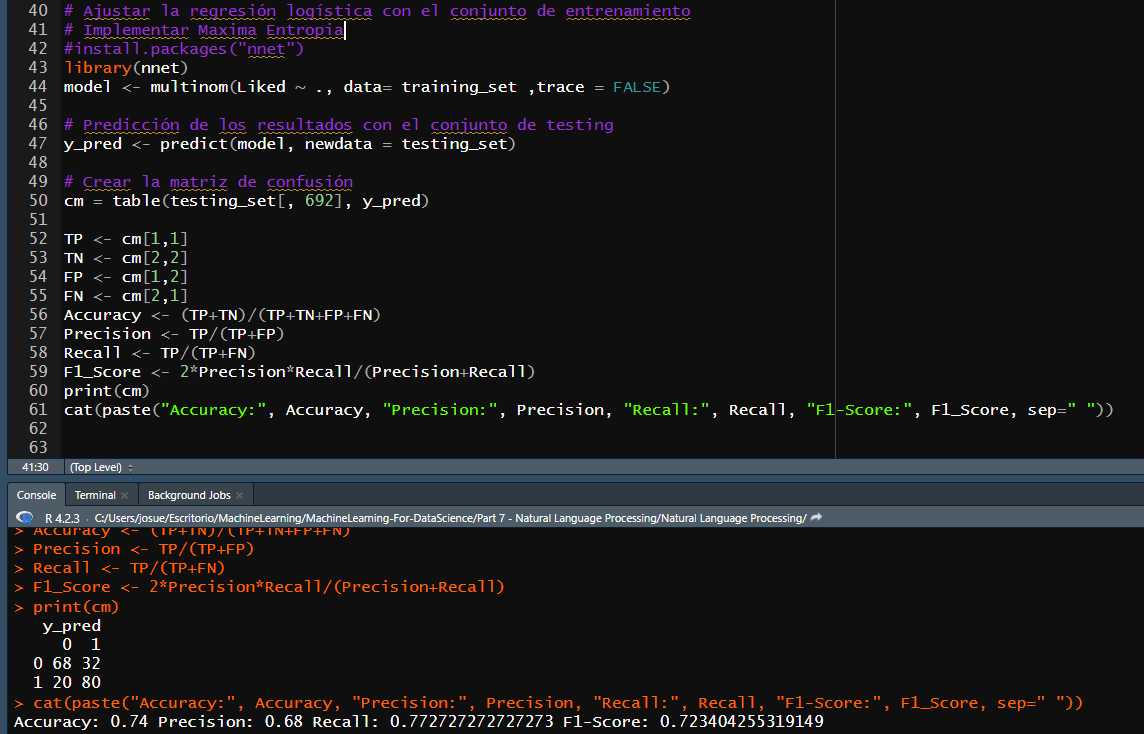 40 # Ajustar la regresión logística con el conjunto de entrenamiento
41 # Implementar Maxima Entropia
42 #install.packages("nnet")
43 library(nnet)
44 model <- multinom(Liked ~ ., data= training_set ,trace = FALSE)
45
46 # Predicción de los resultados con el conjunto de testing
47 y_pred <- predict(model, newdata = testing_set)
48
49 # Crear la matriz de confusión
50 cm = table(testing_set[, 692], y_pred)
51
52 TP <- cm[1,1]
53 TN <- cm[2,2]
54 FP <- cm[1,2]
55 FN <- cm[2,1]
56 Accuracy <- (TP+TN)/(TP+TN+FP+FN)
57 Precision <- TP/(TP+FP)
58 Recall <- TP/(TP+FN)
59 F1_Score <- 2*Precision*Recall/(Precision+Recall)
60 print(cm)
61 cat(paste("Accuracy:", Accuracy, "Precision:", Precision, "Recall:", Recall, "F1-Score:", F1_Score, sep=" "))
62
63
41:30 (Top Level)
Console Terminal × Background Jobs ×
R 4.2.3 · C:/Users/josue/Escritorio/MachineLearning/MachineLearning-For-DataScience/Part 7 - Natural Language Processing/Natural Language Processing/
> Accuracy <- (TP+TN)/(TP+TN+FP+FN)
> Precision <- TP/(TP+FP)
> Recall <- TP/(TP+FN)
> F1_Score <- 2*Precision*Recall/(Precision+Recall)
> print(cm)
y_pred
0 1
0 68 32
1 20 80
> cat(paste("Accuracy:", Accuracy, "Precision:", Precision, "Recall:", Recall, "F1-Score:", F1_Score, sep=" "))
Accuracy: 0.74 Precision: 0.68 Recall: 0.772727272727273 F1-Score: 0.723404255319149